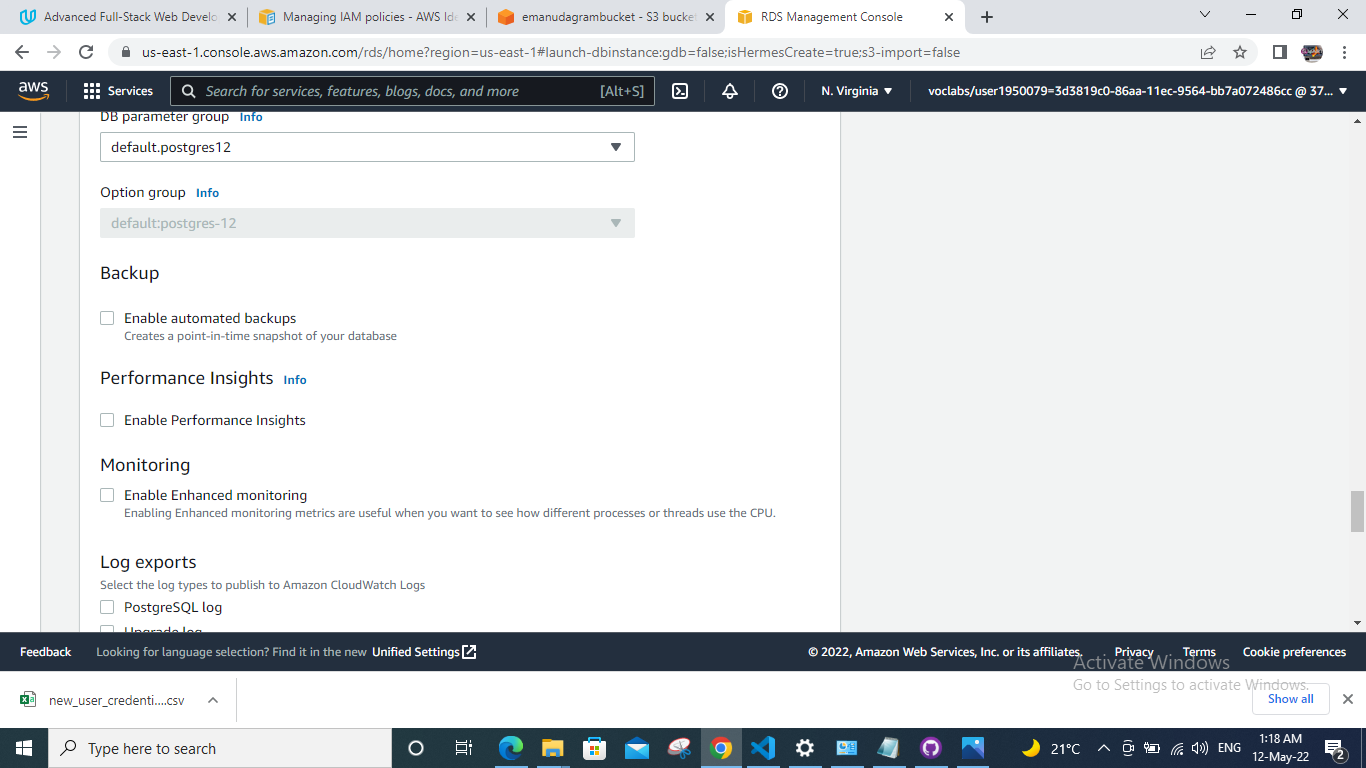 Advanced Full-Stack Web Develo
Managing IAM policies - AWS Ide
emanudagrambucket - S3 bucket
RDS Management Console
us-east-1.console.aws.amazon.com/rds/home?region=us-east-1#launch-dbinstance:gdb=false;isHermesCreate=true;s3-import=false
aws
Services
Search for services, features, blogs, docs, and more
[Alt+S]
N. Virginia
voclabs/user1950079=3d3819c0-86aa-11ec-9564-bb7a072486cc @ 37...
DB parameter group Info
default.postgres12
Option group Info
default:postgres-12
Backup
Enable automated backups
Creates a point-in-time snapshot of your database
Performance Insights Info
Enable Performance Insights
Monitoring
Enable Enhanced monitoring
Enabling Enhanced monitoring metrics are useful when you want to see how different processes or threads use the CPU.
Log exports
Select the log types to publish to Amazon CloudWatch Logs
PostgreSQL log
Upgrade log
Feedback
Looking for language selection? Find it in the new Unified Settings
© 2022, Amazon Web Services, Inc. or its affiliates.
Privacy
Terms
Cookie preferences
Activate Windows
Go to Settings to activate Windows.
new_user_credenti....csv
Show all
Type here to search
21°C
ENG
1:18 AM
12-May-22
2